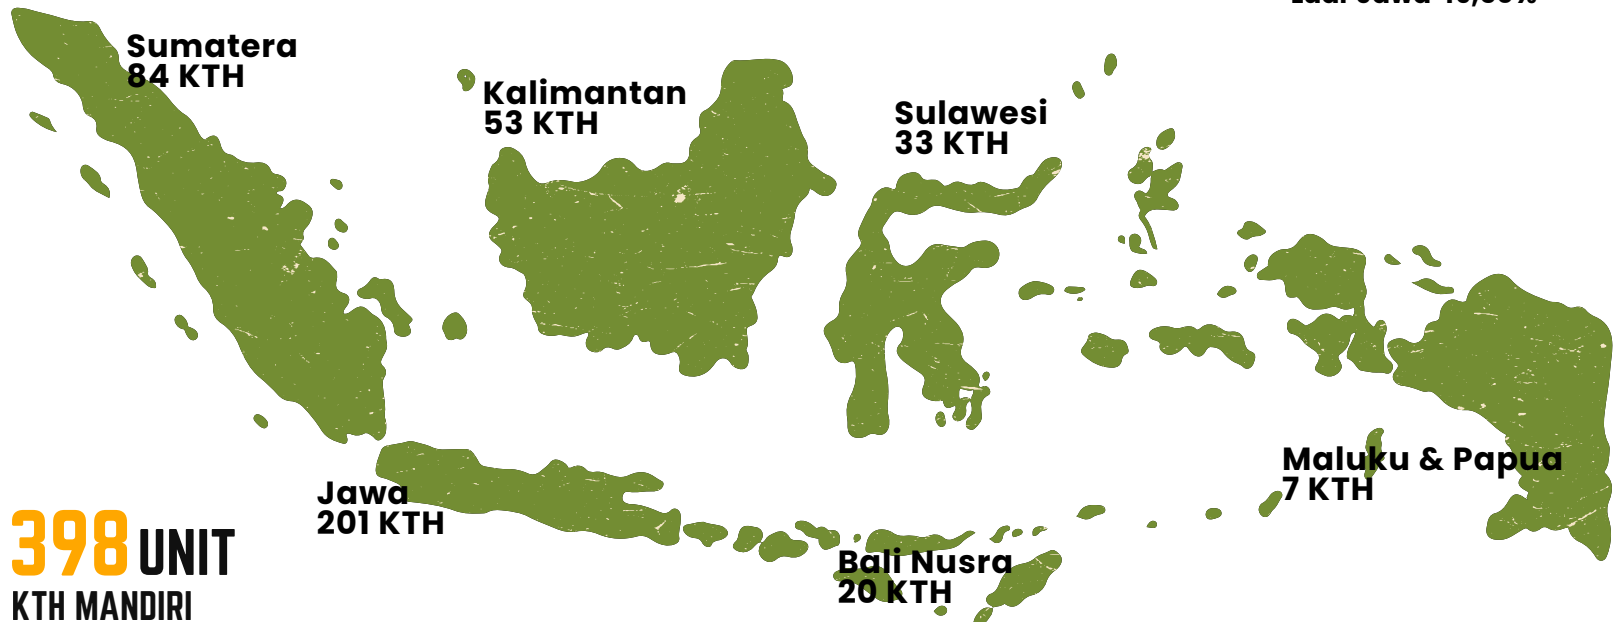 Sumatera
84 KTH
Kalimantan
53 KTH
Sulawesi
33 KTH
Maluku & Papua
7 KTH
Jawa
201 KTH
Bali Nusra
20 KTH
398 UNIT
KTH MANDIRI